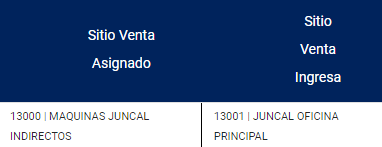 Sitio Venta
Asignado
Sitio
Venta
Ingresa
13000 | MAQUINAS JUNCAL
INDIRECTOS
13001 | JUNCAL OFICINA
PRINCIPAL